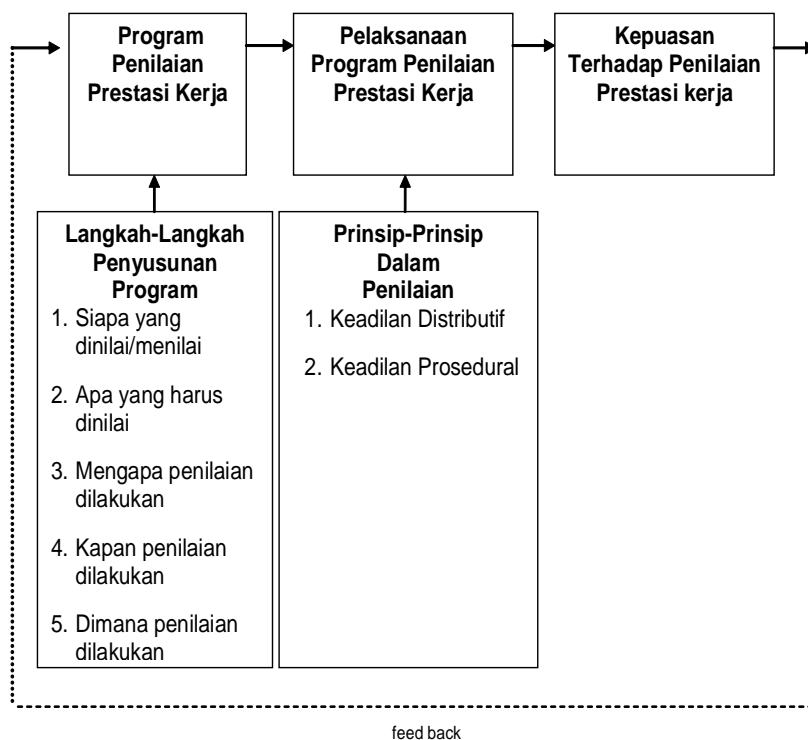 Program
Penilaian
Prestasi Kerja
Pelaksanaan
Program Penilaian
Prestasi Kerja
Kepuasan
Terhadap Penilaian
Prestasi kerja
Langkah-Langkah
Penyusunan
Program
1. Siapa yang
dinilai/menilai
2. Apa yang harus
dinilai
3. Mengapa penilaian
dilakukan
4. Kapan penilaian
dilakukan
5. Dimana penilaian
dilakukan
Prinsip-Prinsip
Dalam
Penilaian
1. Keadilan Distributif
2. Keadilan Prosedural
feed back